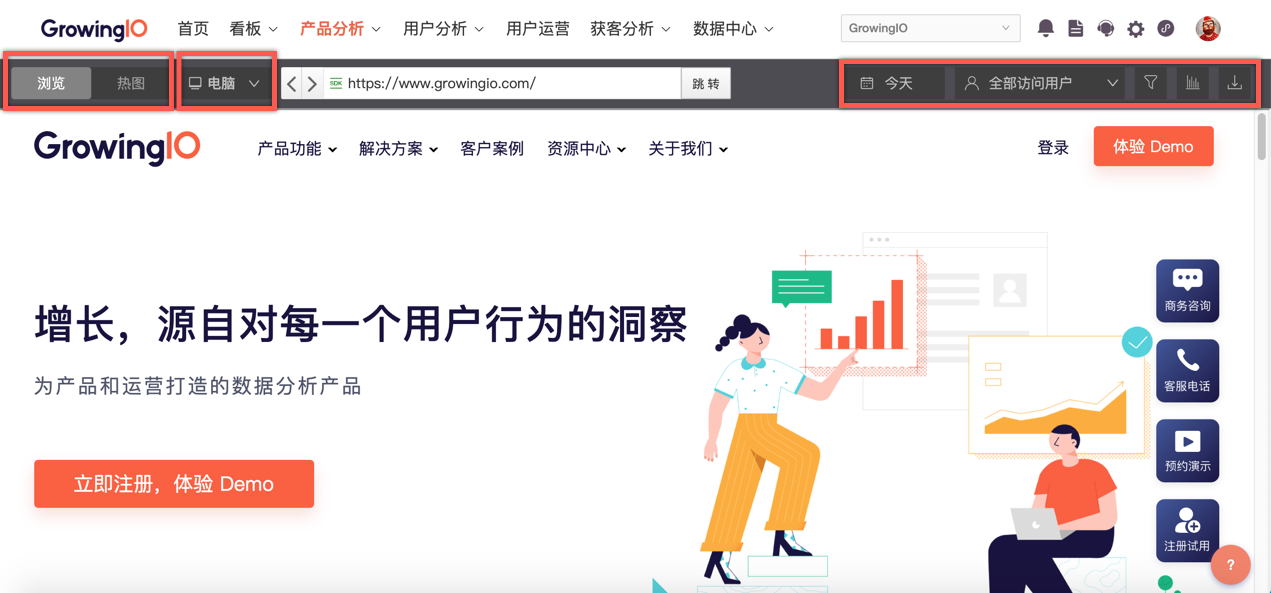 GrowingIO 首页 看板 产品分析 用户分析 用户运营 获客分析 数据中心 GrowingIO
浏览 热图 电脑 SDK https://www.growingio.com/ 跳转 今天 全部访问用户
GrowingIO 产品功能 解决方案 客户案例 资源中心 关于我们 登录 体验 Demo
商务咨询
增长，源自对每一个用户行为的洞察
为产品和运营打造的数据分析产品
客服电话
预约演示
立即注册，体验 Demo
注册试用
?